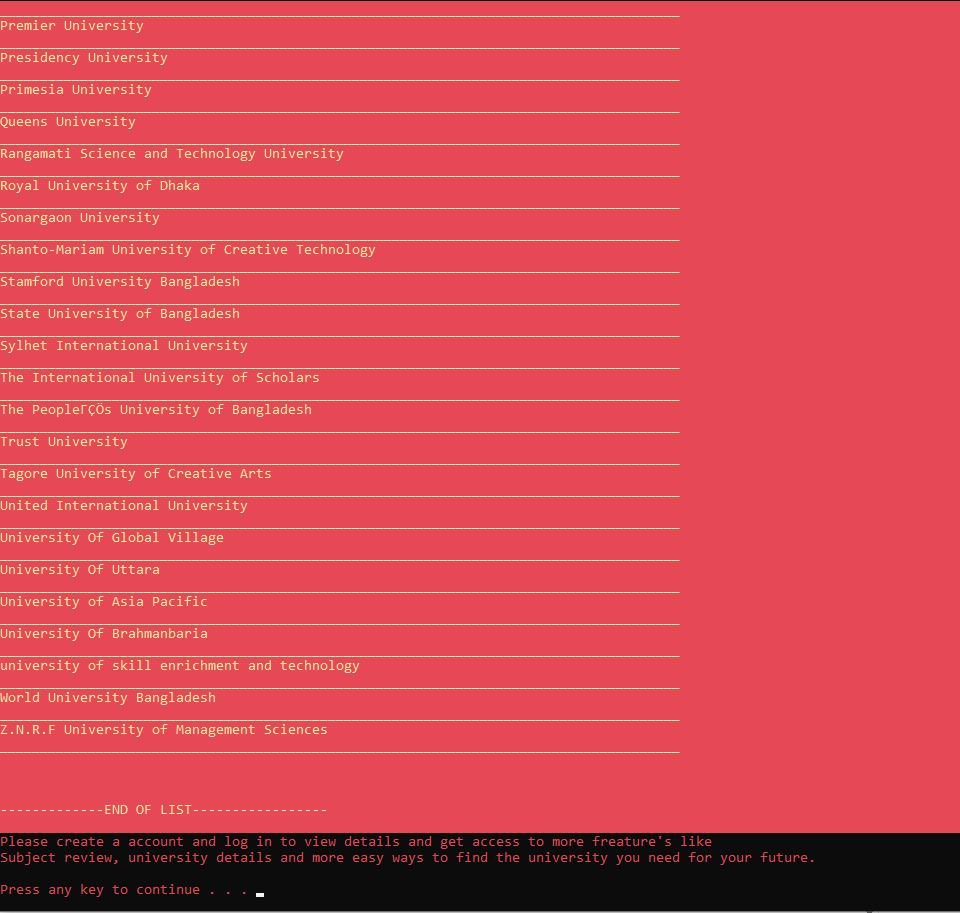 Premier University
Presidency University
Primesia University
Queens University
Rangamati Science and Technology University
Royal University of Dhaka
Sonargaon University
Shanto-Mariam University of Creative Technology
Stamford University Bangladesh
State University of Bangladesh
Sylhet International University
The International University of Scholars
The PeopleΓÇÖs University of Bangladesh
Trust University
Tagore University of Creative Arts
United International University
University Of Global Village
University Of Uttara
University of Asia Pacific
University Of Brahmanbaria
university of skill enrichment and technology
World University Bangladesh
Z.N.R.F University of Management Sciences
-------------END OF LIST-----------------
Please create a account and log in to view details and get access to more freature's like
Subject review, university details and more easy ways to find the university you need for your future.
Press any key to continue . . .